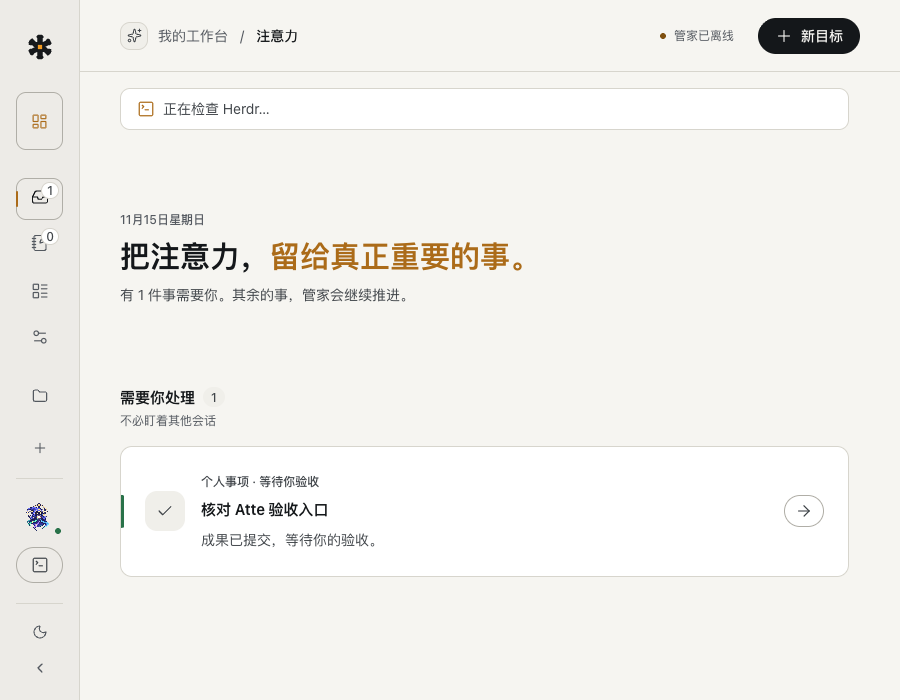 我的工作台 / 注意力
管家已离线
新目标
正在检查 Herdr...
1
0
11月15日星期日
把注意力，留给真正重要的事。
有 1 件事需要你。其余的事，管家会继续推进。
需要你处理 1
不必盯着其他会话
个人事项 · 等待你验收
核对 Atte 验收入口
成果已提交，等待你的验收。